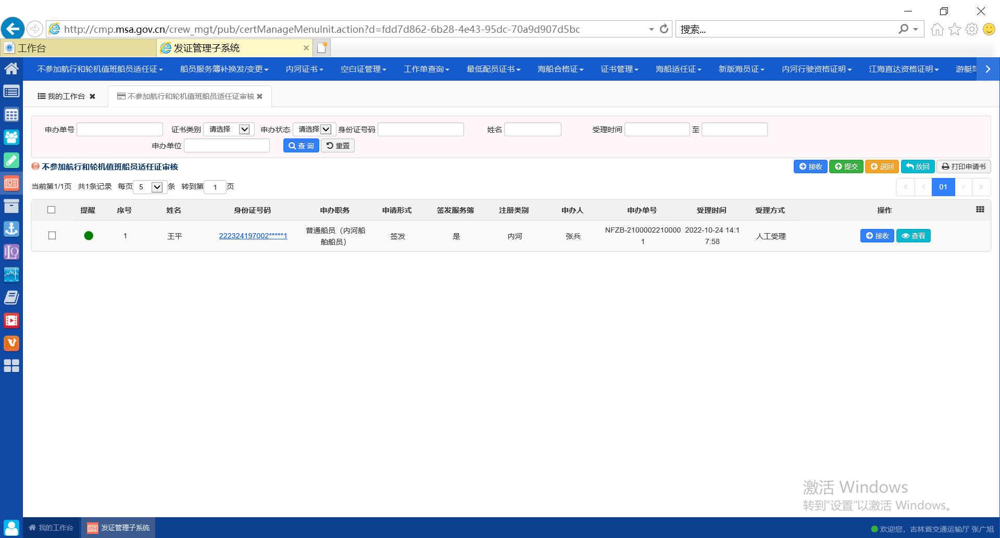 http://cmp.msa.gov.cn/crew_mgt/pub/certManageMenuInit.action?d=fdd7d862-6b28-4e43-95dc-70a9d907d5bc
搜索...
工作台
发证管理子系统
不参加航行和轮机值班船员适任证 船员服务簿补换发/变更 内河证书 空白证管理 工作单查询 最低配员证书 海船合格证 证书管理 海船适任证 新版海员证 内河行驶资格证明 江海直达资格证明 游艇
我的工作台
不参加航行和轮机值班船员适任证审核
申办单号 证书类别 请选择 申办状态 请选择 身份证号码 姓名 受理时间 至
申办单位 查 询 重置
不参加航行和轮机值班船员适任证审核
接收 提交 退回 放回 打印申请书
当前第1/1页 共1条记录 每页 5 条 转到第 1 页
« ‹ 01 › »
提醒 序号 姓名 身份证号码 申办职务 申请形式 签发服务簿 注册类别 申办人 申办单号 受理时间 受理方式 操作
1 王平 222324197002*****1 普通船员（内河船舶船员） 签发 是 内河 张兵 NFZB-21000022100001 2022-10-24 14:17:58 人工受理 接收 查看
激活 Windows
转到“设置”以激活 Windows。
我的工作台 发证管理子系统
欢迎您，吉林省交通运输厅 张广旭